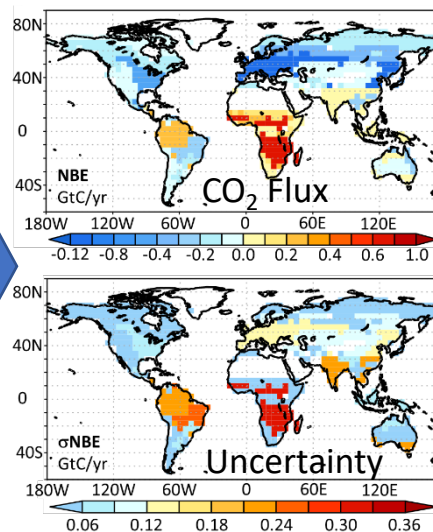 80N
40N
0
40S
NBE
GtC/yr
CO₂ Flux
180W 120W 60W 0 60E 120E
-0.12 -0.8 -0.4 0.0 0.2 0.4 0.6 1.0
80N
40N
0
40S
σNBE
GtC/yr
Uncertainty
180W 120W 60W 0 60E 120E
0.06 0.12 0.18 0.24 0.30 0.36